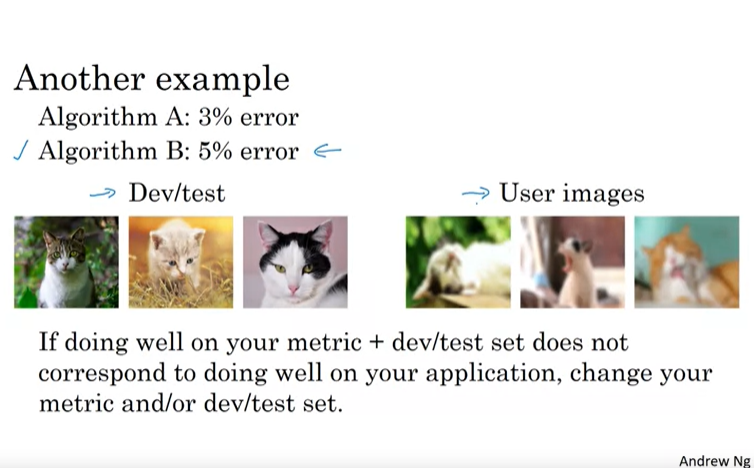 Another example
Algorithm A: 3% error
Algorithm B: 5% error
Dev/test
User images
If doing well on your metric + dev/test set does not
correspond to doing well on your application, change your
metric and/or dev/test set.
Andrew Ng